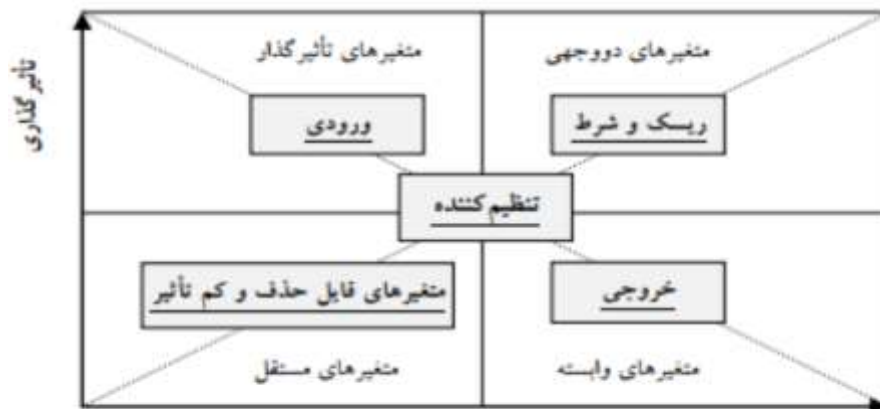 متغیرهای دووجهی
متغیرهای تأثیرگذار
تأثیرگذاری
ریسک و شرط
ورودی
تنظیم‌کننده
خروجی
متغیرهای قابل حذف و کم تأثیر
متغیرهای وابسته
متغیرهای مستقل